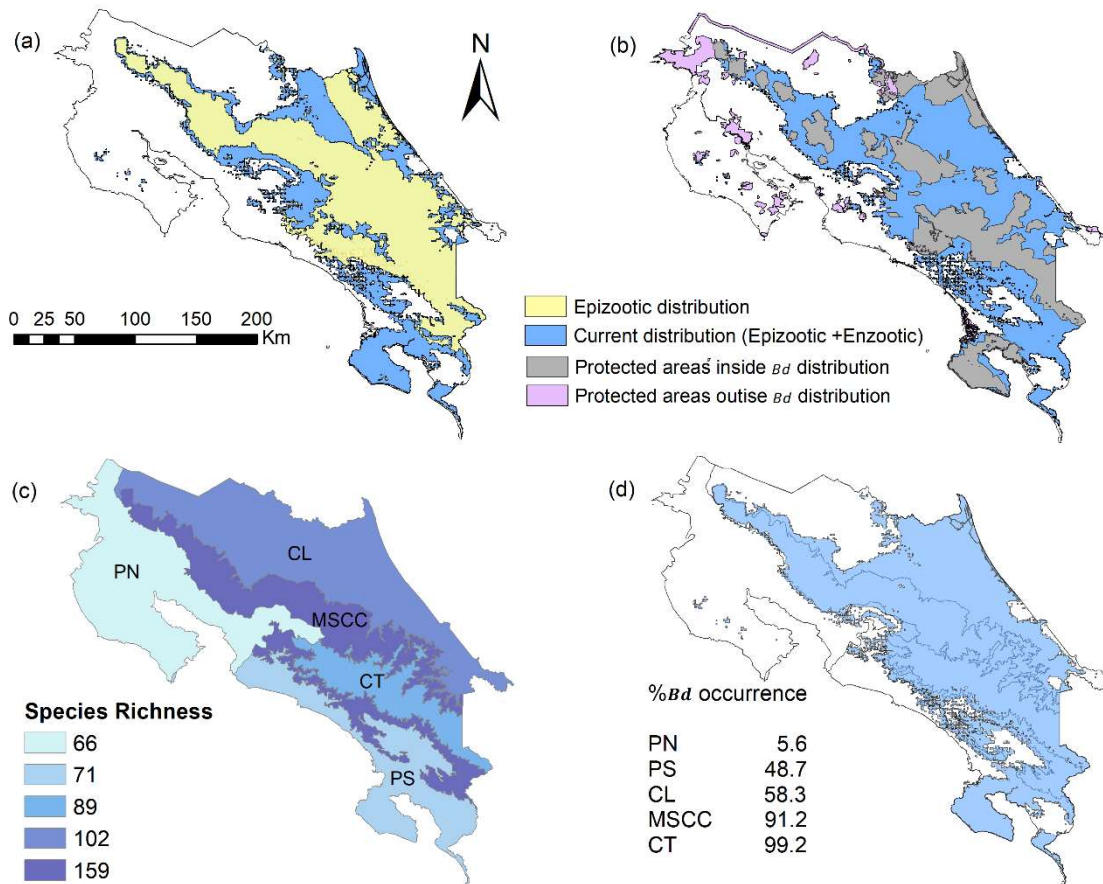 (a)
N
0 25 50 100 150 200
Km
(b)
Epizootic distribution
Current distribution (Epizootic +Enzootic)
Protected areas inside Bd distribution
Protected areas outise Bd distribution
(c)
PN
CL
MSCC
CT
PS
Species Richness
66
71
89
102
159
(d)
%Bd occurrence
PN 5.6
PS 48.7
CL 58.3
MSCC 91.2
CT 99.2